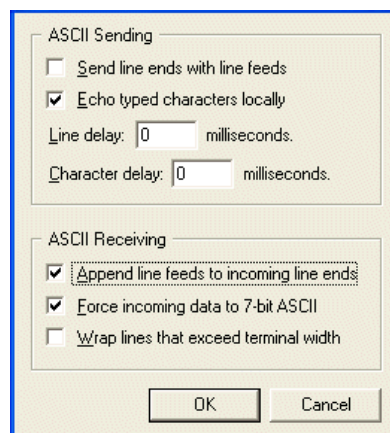 ASCII Sending
Send line ends with line feeds
Echo typed characters locally
Line delay: 0 milliseconds.
Character delay: 0 milliseconds.
ASCII Receiving
Append line feeds to incoming line ends
Force incoming data to 7-bit ASCII
Wrap lines that exceed terminal width
OK Cancel